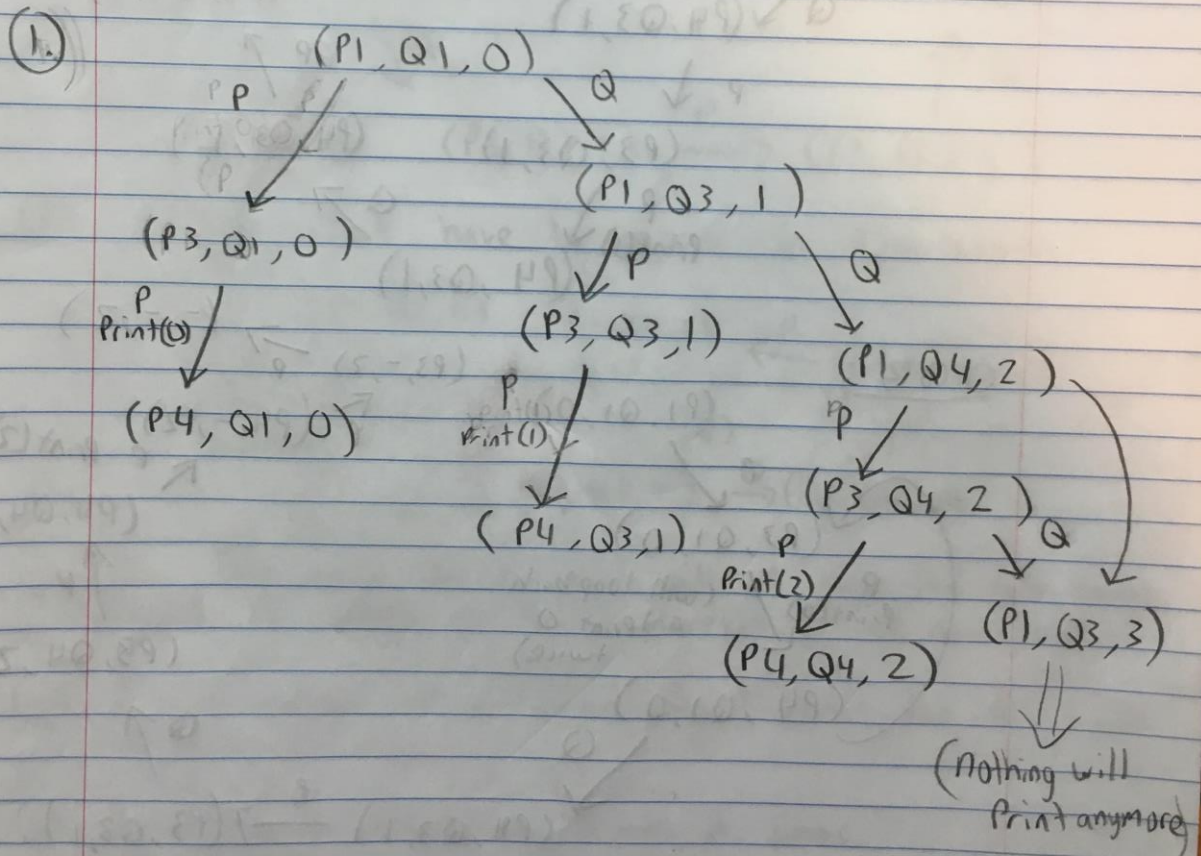 1.
(P1, Q1, 0)
P
Q
(P1, Q3, 1)
(P3, Q1, 0)
P
Q
P
Print(0)
(P3, Q3, 1)
(P1, Q4, 2)
P
Print(1)
P
(P4, Q1, 0)
(P3, Q4, 2)
(P4, Q3, 1)
P
Print(2)
Q
(P1, Q3, 3)
(P4, Q4, 2)
(Nothing will
Print anymore)